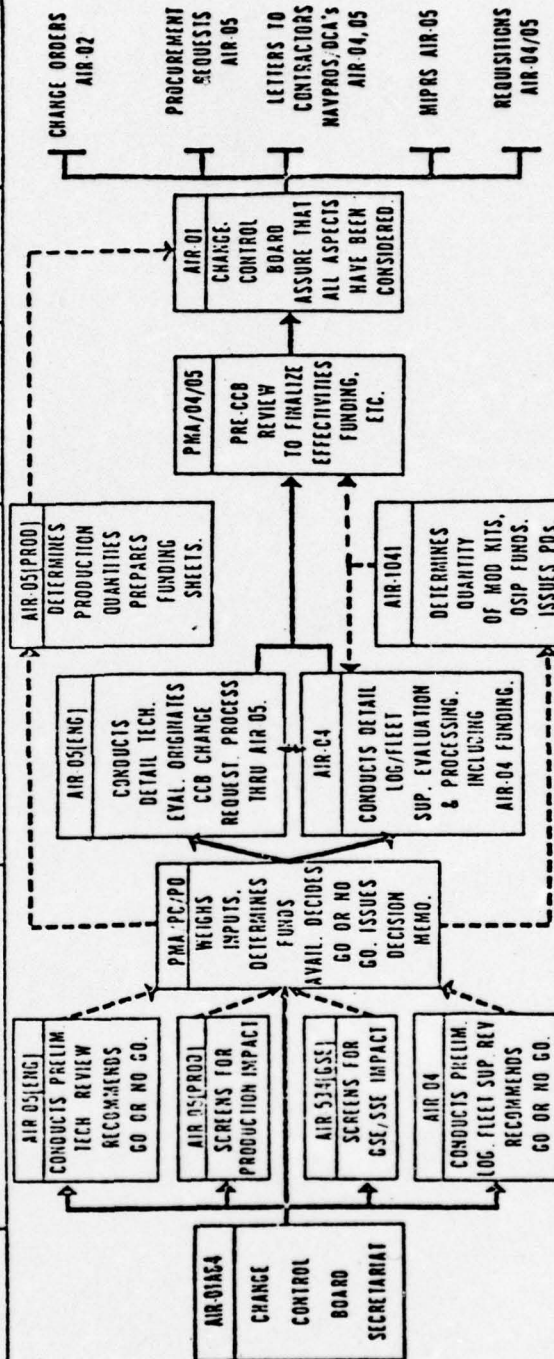 AIR-01A64
CHANGE
CONTROL
BOARD
SECRETARIAT
AIR 05(ENG)
CONDUCTS PRELIM.
TECH REVIEW
RECOMMENDS
GO OR NO GO.
AIR 05(PROD)
SCREENS FOR
PRODUCTION IMPACT
AIR 534(GSE)
SCREENS FOR
GSE/SSE IMPACT
AIR 04
CONDUCTS PRELIM.
LOG. FLEET SUP. REV
RECOMMENDS
GO OR NO GO.
PMA/PC/PO
WEIGHS
INPUTS,
DETERMINES
FUNDS
AVAIL. DECIDES
GO OR NO
GO. ISSUES
DECISION
MEMO.
AIR-05(ENG)
CONDUCTS
DETAIL TECH.
EVAL. ORIGINATES
CCB CHANGE
REQUEST. PROCESS
THRU AIR 05.
AIR-04
CONDUCTS DETAIL
LOG/FLEET
SUP. EVALUATION
& PROCESSING.
INCLUDING
AIR-04 FUNDING.
AIR-05(PROD)
DETERMINES
PRODUCTION
QUANTITIES
PREPARES
FUNDING
SHEETS.
AIR-1041
DETERMINES
QUANTITY
OF MOD KITS,
OSIP FUNDS.
ISSUES PDs
PMA/04/05
PRE-CCB
REVIEW
TO FINALIZE
EFFECTIVITIES
FUNDING,
ETC.
AIR-01
CHANGE-
CONTROL
BOARD
ASSURE THAT
ALL ASPECTS
HAVE BEEN
CONSIDERED.
CHANGE ORDERS
AIR-02
PROCUREMENT
REQUESTS
AIR-05
LETTERS TO
CONTRACTORS
NAVPROS/DCA's
AIR-04,05
MIPRS AIR-05
REQUISITIONS
AIR-04/05